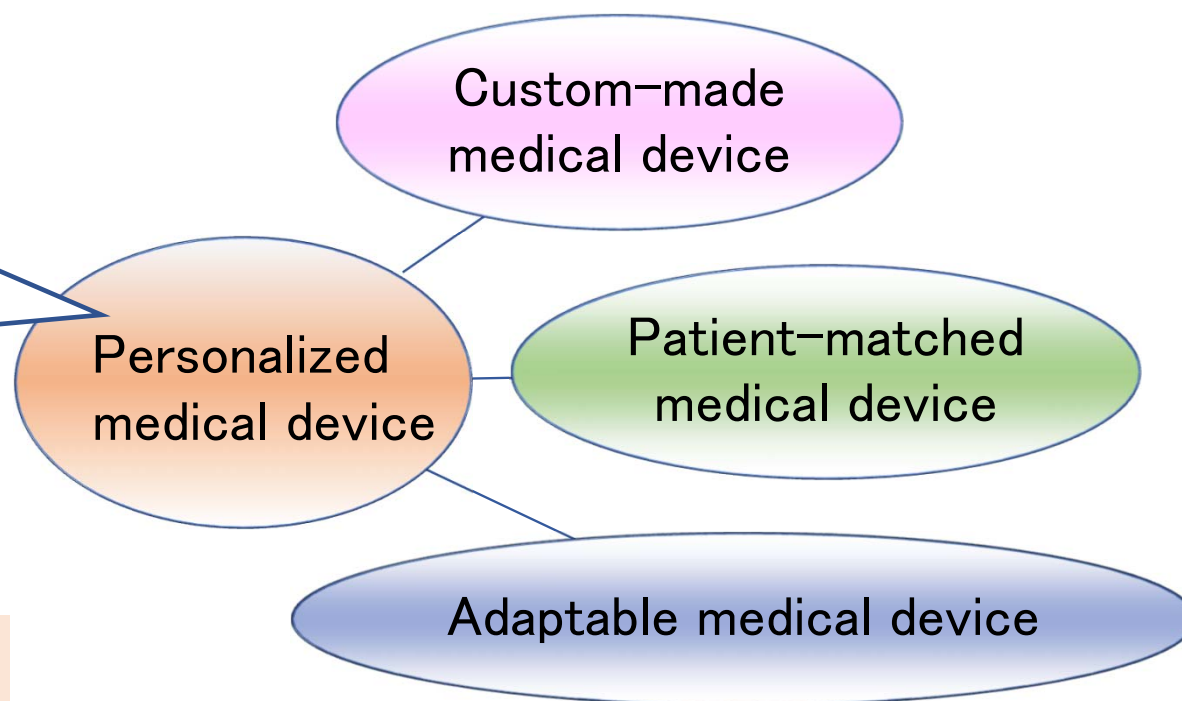 Custom-made
medical device
Personalized
medical device
Patient-matched
medical device
Adaptable medical device